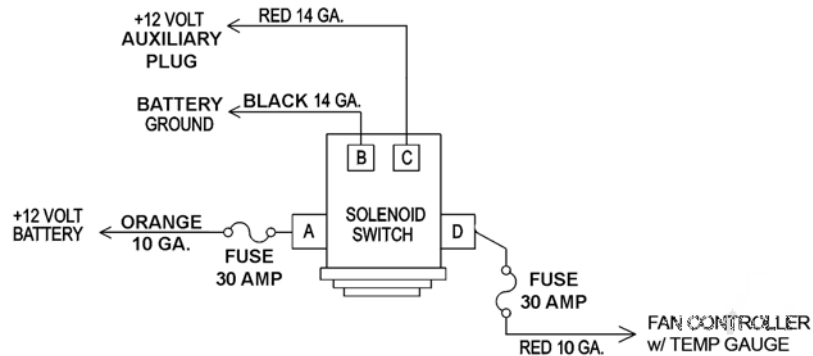 +12 VOLT
AUXILIARY
PLUG
RED 14 GA.
BATTERY
GROUND
BLACK 14 GA.
B
C
+12 VOLT
BATTERY
ORANGE
10 GA.
FUSE
30 AMP
A
SOLENOID
SWITCH
D
FUSE
30 AMP
RED 10 GA.
FAN CONTROLLER
w/ TEMP GAUGE